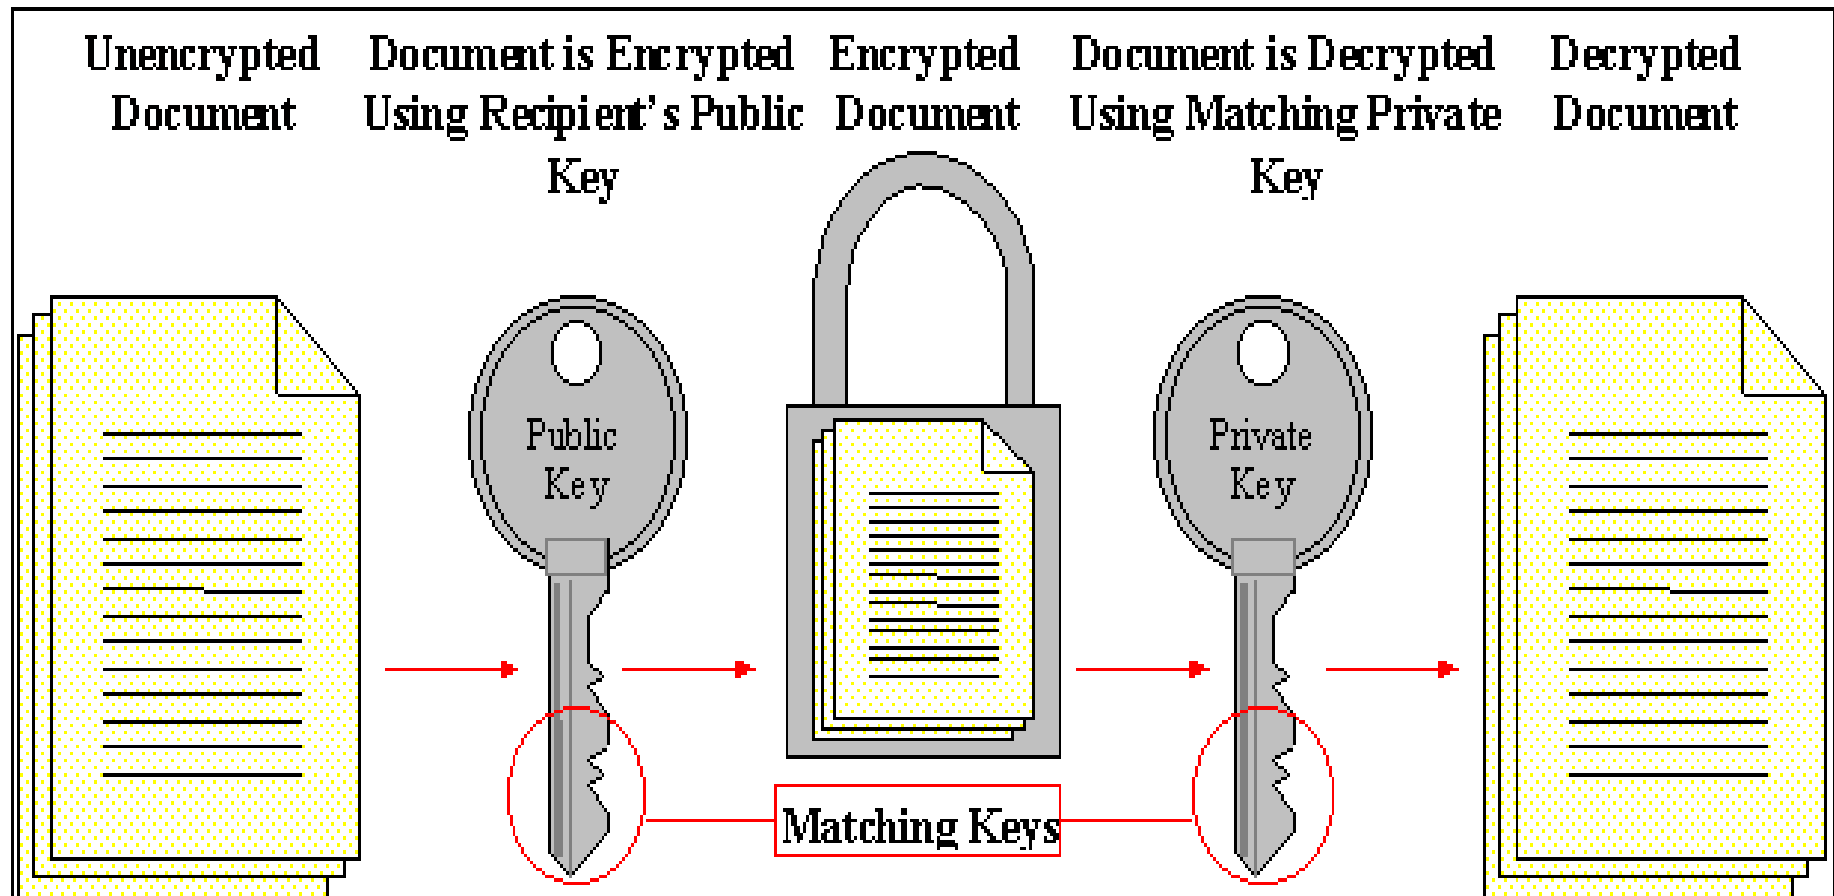 Unencrypted
Document
Document is Encrypted
Using Recipient's Public
Key
Encrypted
Document
Document is Decrypted
Using Matching Private
Key
Decrypted
Document
Public
Key
Private
Key
Matching Keys